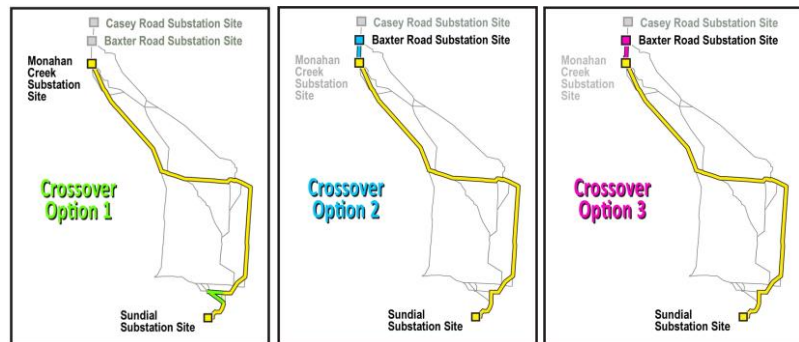 Casey Road Substation Site
Baxter Road Substation Site
Monahan
Creek
Substation
Site
Crossover
Option 1
Sundial
Substation Site
Casey Road Substation Site
Baxter Road Substation Site
Monahan
Creek
Substation
Site
Crossover
Option 2
Sundial
Substation Site
Casey Road Substation Site
Baxter Road Substation Site
Monahan
Creek
Substation
Site
Crossover
Option 3
Sundial
Substation Site